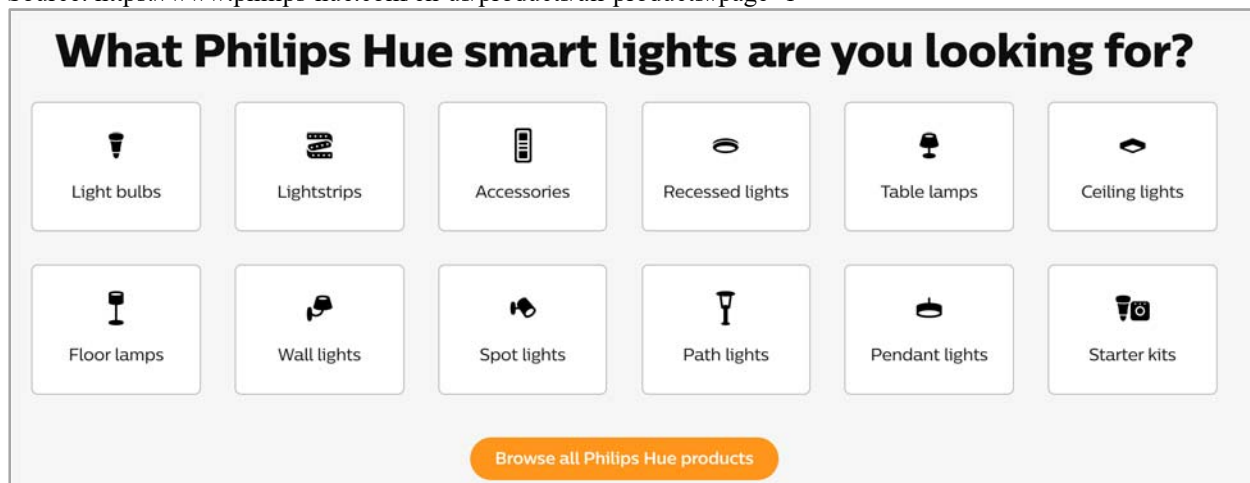 What Philips Hue smart lights are you looking for?
Light bulbs
Lightstrips
Accessories
Recessed lights
Table lamps
Ceiling lights
Floor lamps
Wall lights
Spot lights
Path lights
Pendant lights
Starter kits
Browse all Philips Hue products